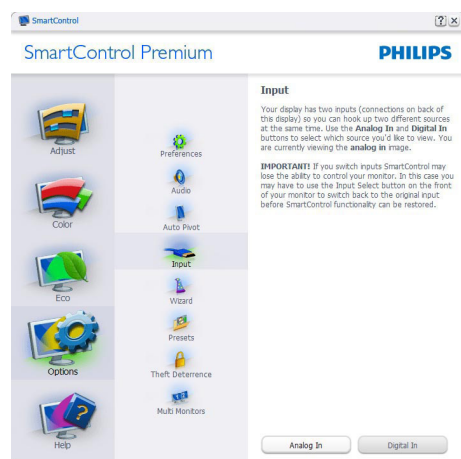 SmartControl
SmartControl Premium
PHILIPS
Adjust
Color
Eco
Options
Help
Preferences
Audio
Auto Pivot
Input
Wizard
Presets
Theft Deterrence
Multi Monitors
Input
Your display has two inputs (connections on back of
this display) so you can hook up two different sources
at the same time. Use the Analog In and Digital In
buttons to select which source you'd like to view. You
are currently viewing the analog in image.
IMPORTANT! If you switch inputs SmartControl may
lose the ability to control your monitor. In this case you
may have to use the Input Select button on the front
of your monitor to switch back to the original input
before SmartControl functionality can be restored.
Analog In
Digital In